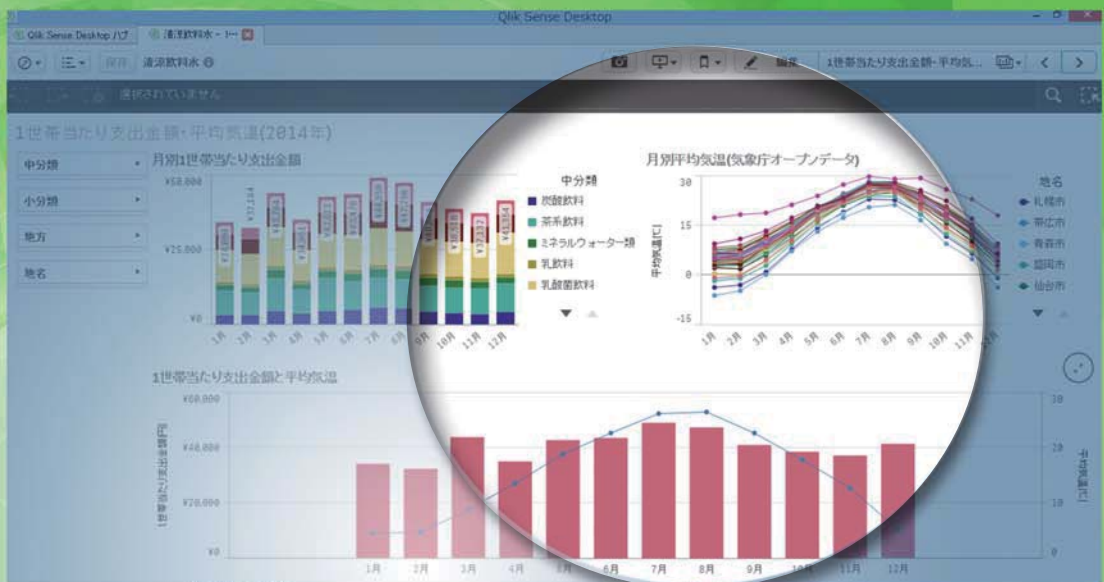 Qlik Sense Desktop
Qlik Sense Desktop ハブ
清涼飲料水 -
保存
清涼飲料水
編集
1世帯当たり支出金額・平均気...
選択されていません
1世帯当たり支出金額・平均気温(2014年)
中分類
小分類
地方
地名
月別1世帯当たり支出金額
¥50,000
¥25,000
¥0
¥32,164
1月
2月
3月
4月
5月
6月
7月
8月
9月
10月
11月
12月
中分類
炭酸飲料
茶系飲料
ミネラルウォーター類
乳飲料
乳酸菌飲料
月別平均気温(気象庁オープンデータ)
平均気温[℃]
30
15
0
-15
1月
2月
3月
4月
5月
6月
7月
8月
9月
10月
11月
12月
地名
札幌市
帯広市
青森市
盛岡市
仙台市
1世帯当たり支出金額と平均気温
1世帯当たり支出金額[円]
¥60,000
¥40,000
¥20,000
¥0
1月
2月
3月
4月
5月
6月
7月
8月
9月
10月
11月
12月
30
20
10
0
平均気温[℃]